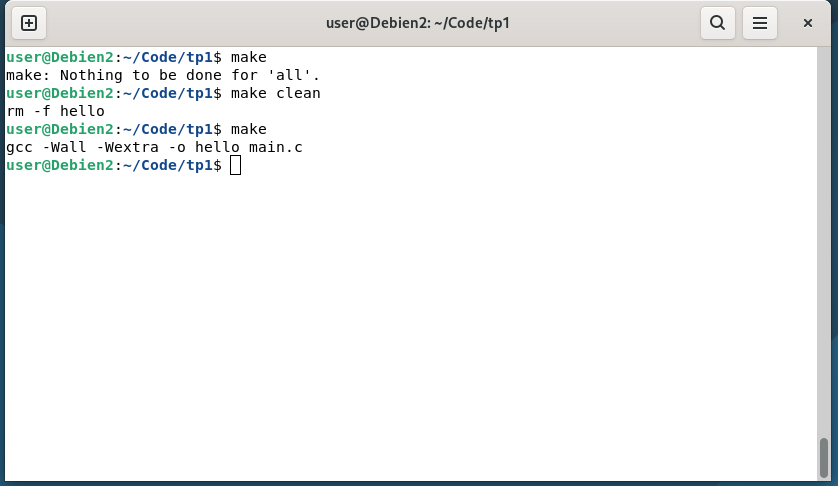 user@Debien2: ~/Code/tp1
user@Debien2:~/Code/tp1$ make
make: Nothing to be done for 'all'.
user@Debien2:~/Code/tp1$ make clean
rm -f hello
user@Debien2:~/Code/tp1$ make
gcc -Wall -Wextra -o hello main.c
user@Debien2:~/Code/tp1$